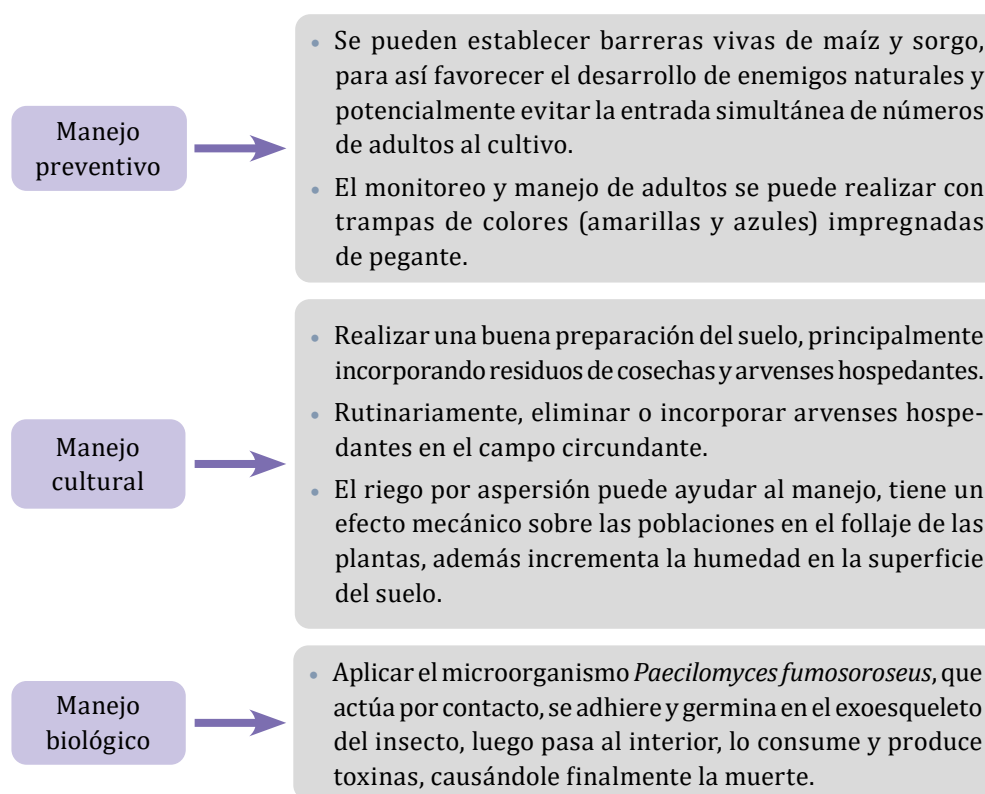 Manejo
preventivo
• Se pueden establecer barreras vivas de maíz y sorgo,
para así favorecer el desarrollo de enemigos naturales y
potencialmente evitar la entrada simultánea de números
de adultos al cultivo.
• El monitoreo y manejo de adultos se puede realizar con
trampas de colores (amarillas y azules) impregnadas
de pegante.
Manejo
cultural
• Realizar una buena preparación del suelo, principalmente
incorporando residuos de cosechas y arvenses hospedantes.
• Rutinariamente, eliminar o incorporar arvenses hospe-
dantes en el campo circundante.
• El riego por aspersión puede ayudar al manejo, tiene un
efecto mecánico sobre las poblaciones en el follaje de las
plantas, además incrementa la humedad en la superficie
del suelo.
Manejo
biológico
• Aplicar el microorganismo Paecilomyces fumosoroseus, que
actúa por contacto, se adhiere y germina en el exoesqueleto
del insecto, luego pasa al interior, lo consume y produce
toxinas, causándole finalmente la muerte.